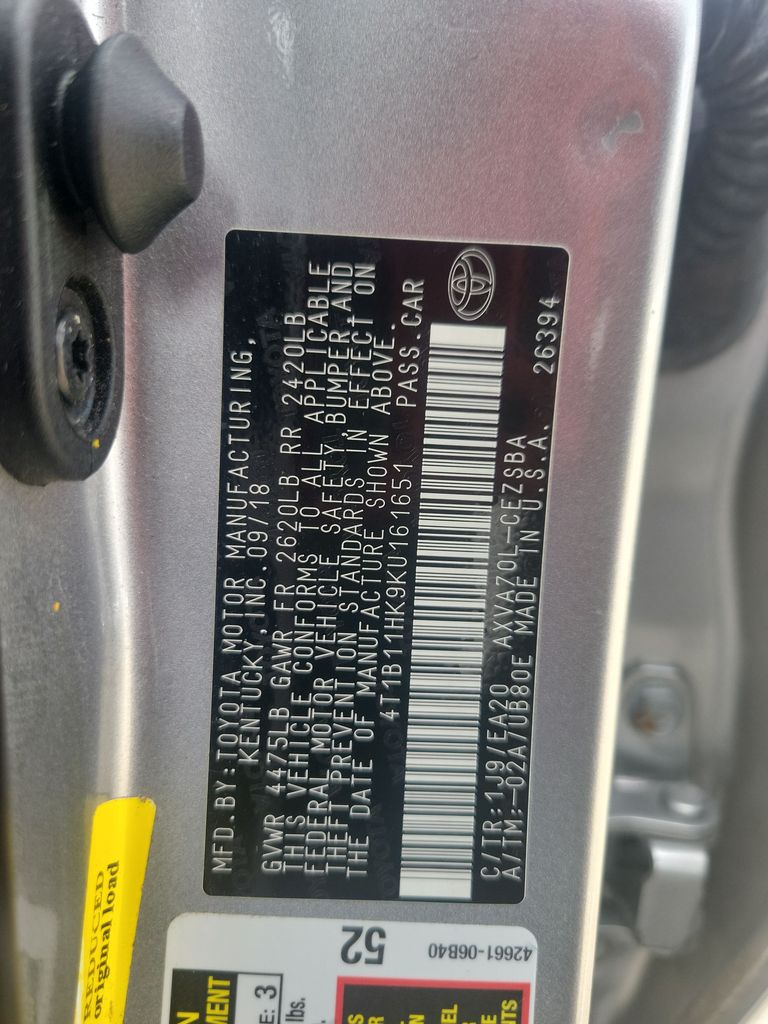 MFD.BY:TOYOTA MOTOR MANUFACTURING,
KENTUCKY,INC.09/18
GVWR 4475LB GAWR FR 2620LB RR 2420LB
THIS VEHICLE CONFORMS TO ALL APPLICABLE
FEDERAL MOTOR VEHICLE SAFETY,BUMPER,AND
THEFT PREVENTION STANDARDS IN EFFECT ON
THE DATE OF MANUFACTURE SHOWN ABOVE.
4T1B11HK9KU161651 PASS.CAR
C/TR:1J9/EA20 AXVA70L-CEZSBA
A/TM:-02A/UB80E MADE IN U.S.A. 26394
REDUCED
original load
52
42661-06B40
MENT
E: 3
lbs.